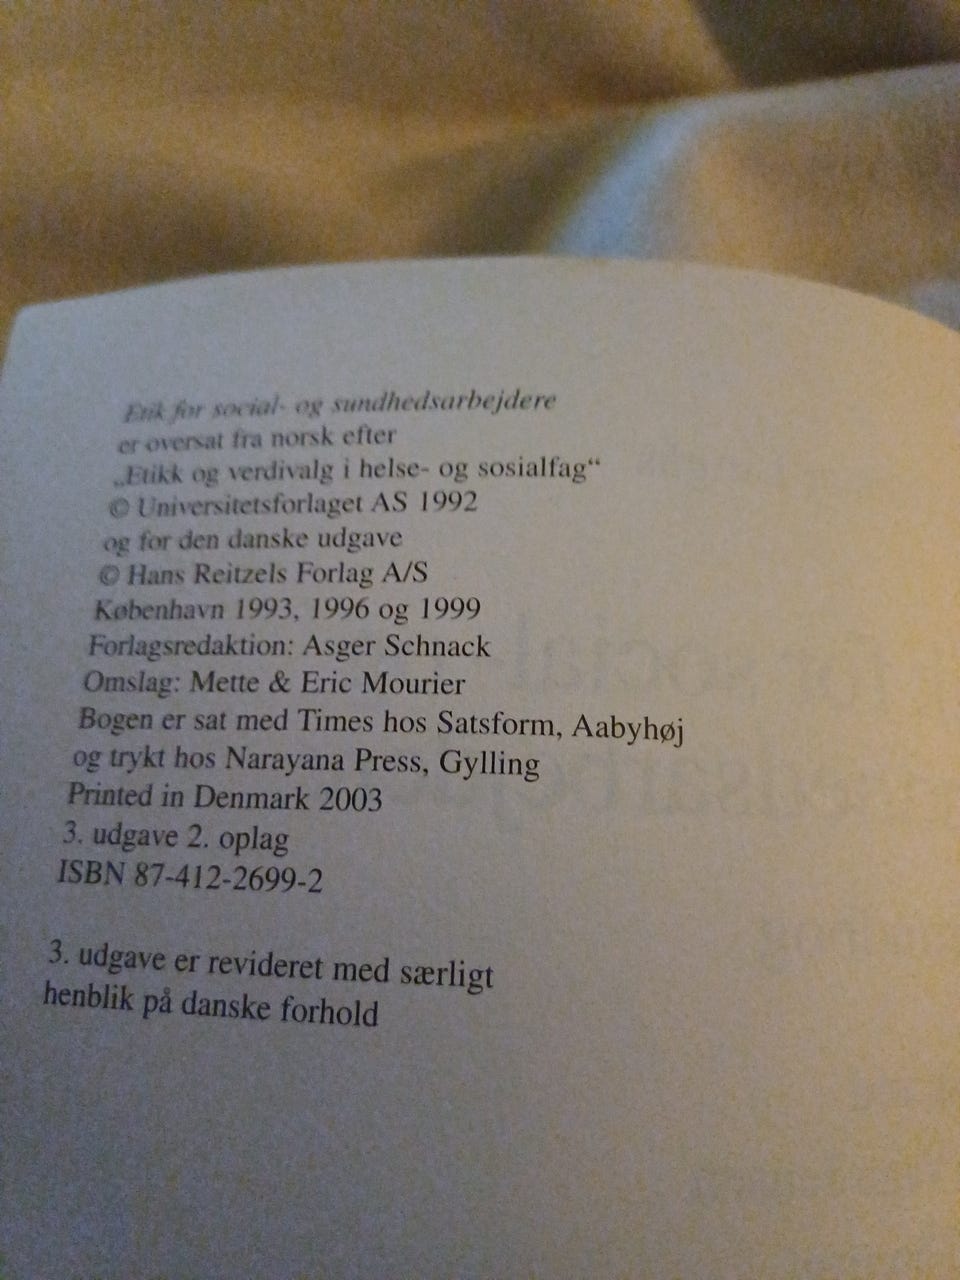 Etik for social- og sundhedsarbejdere
er oversat fra norsk efter
„Etikk og verdivalg i helse- og sosialfag“
© Universitetsforlaget AS 1992
og for den danske udgave
© Hans Reitzels Forlag A/S
København 1993, 1996 og 1999
Forlagsredaktion: Asger Schnack
Omslag: Mette & Eric Mourier
Bogen er sat med Times hos Satsform, Aabyhøj
og trykt hos Narayana Press, Gylling
Printed in Denmark 2003
3. udgave 2. oplag
ISBN 87-412-2699-2
3. udgave er revideret med særligt
henblik på danske forhold